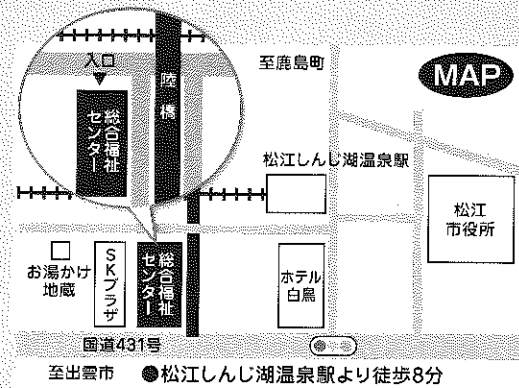 入口
総合福祉
センター
陸橋
至鹿島町
MAP
松江しんじ湖温泉駅
松江
市役所
お湯かけ
地蔵
SKプラザ
総合福祉
センター
ホテル
白鳥
国道431号
至出雲市
●松江しんじ湖温泉駅より徒歩8分